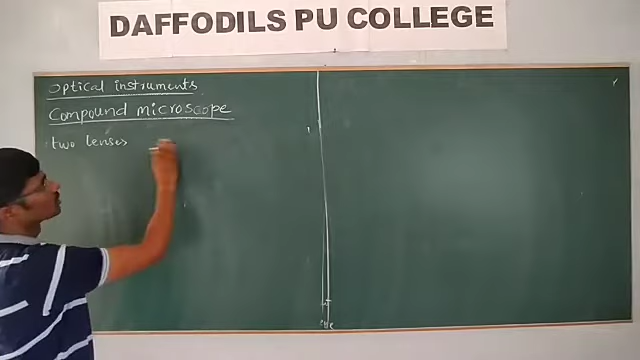 DAFFODILS PU COLLEGE
Optical instruments
Compound microscope
two lenses